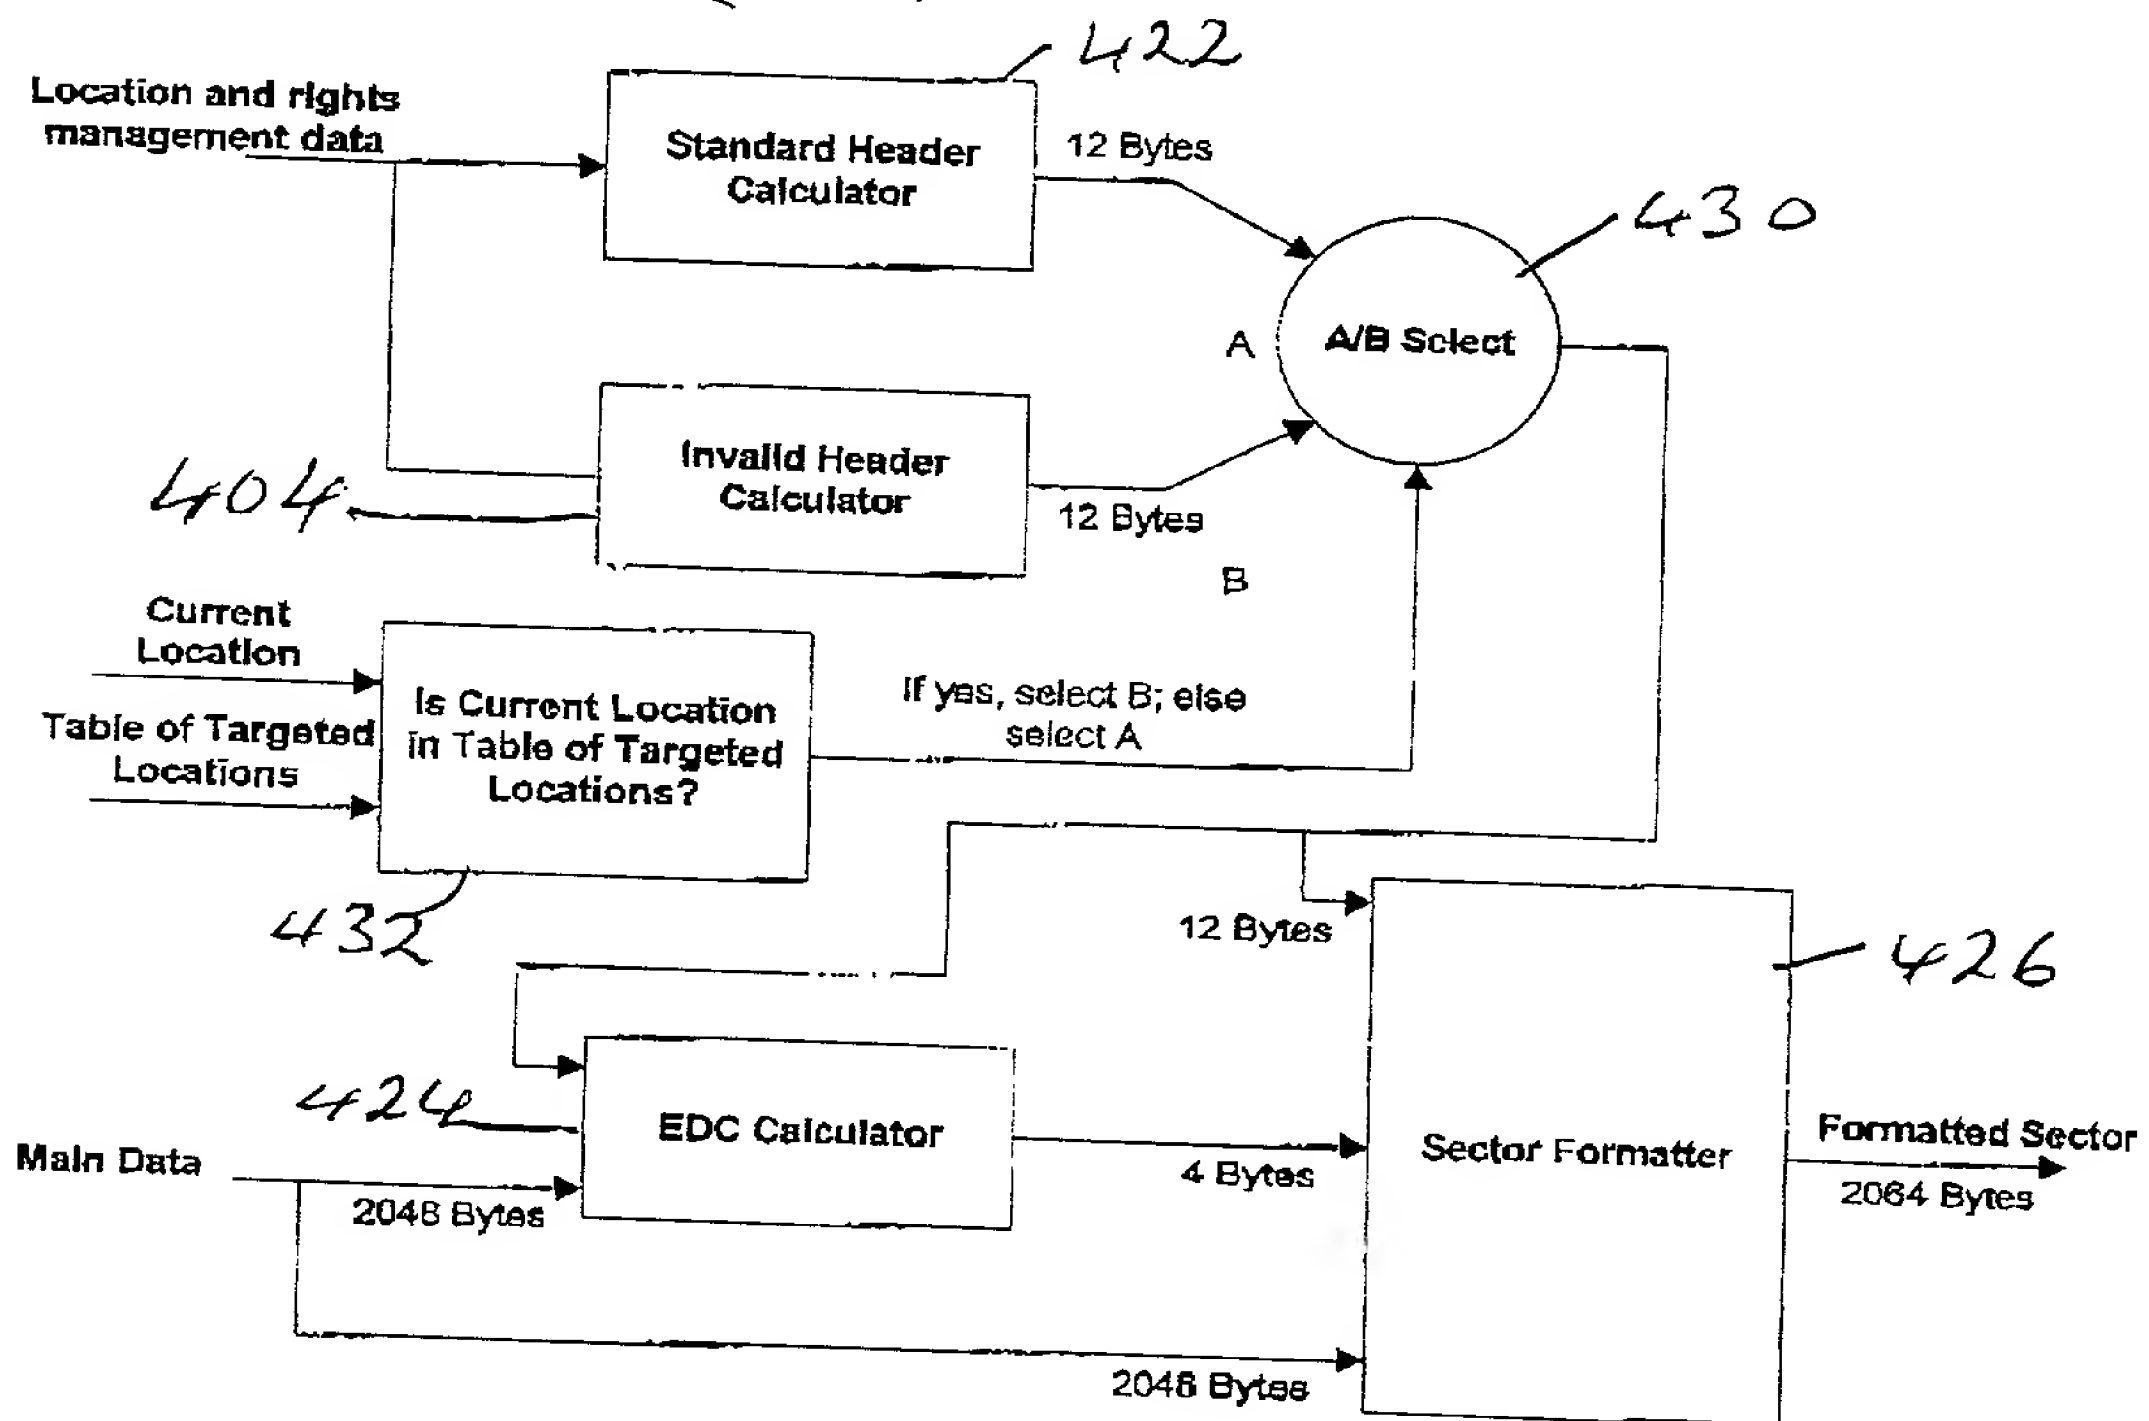 422
Location and rights
management data
Standard Header
Calculator
12 Bytes
430
A
A/B Select
Invalid Header
Calculator
404
12 Bytes
B
Current
Location
Table of Targeted
Locations
Is Current Location
in Table of Targeted
Locations?
If yes, select B; else
select A
432
12 Bytes
426
424
EDC Calculator
Main Data
2048 Bytes
4 Bytes
Sector Formatter
Formatted Sector
2064 Bytes
2048 Bytes